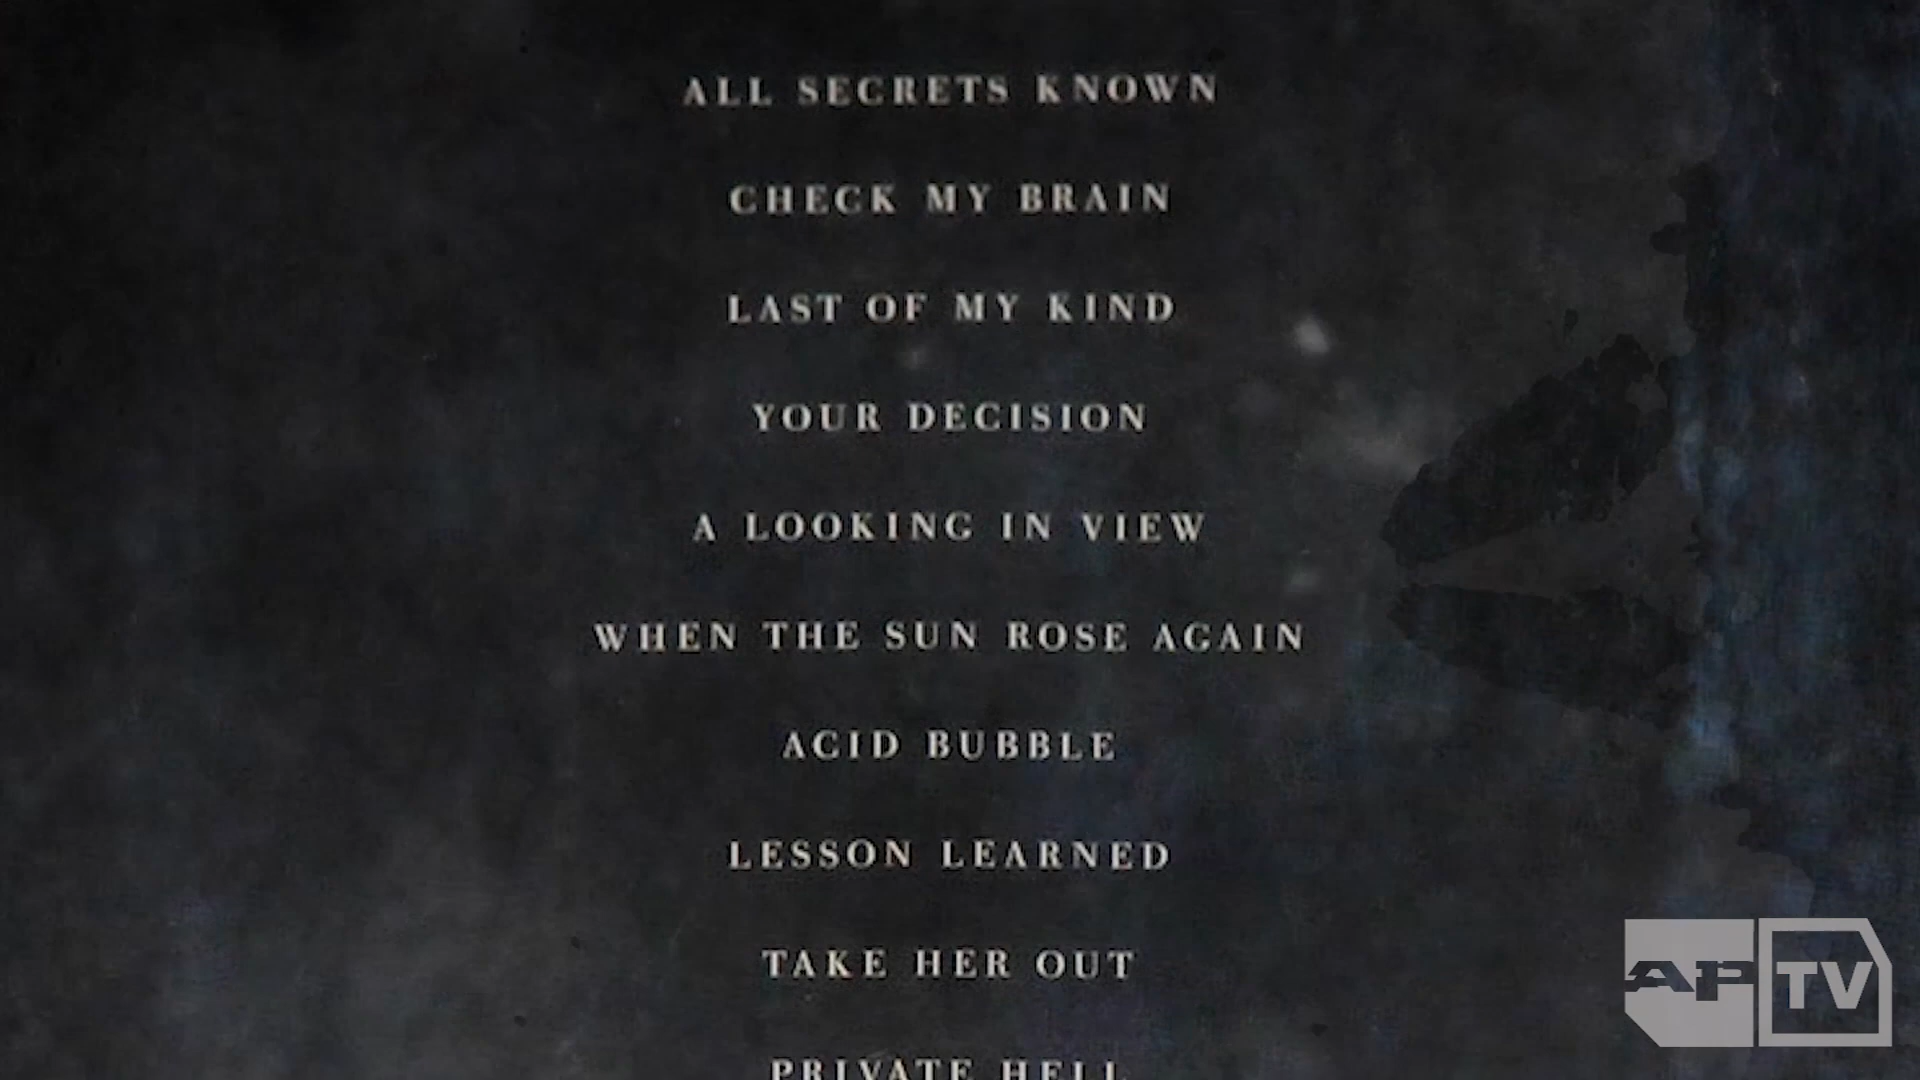 ALL SECRETS KNOWN
CHECK MY BRAIN
LAST OF MY KIND
YOUR DECISION
A LOOKING IN VIEW
WHEN THE SUN ROSE AGAIN
ACID BUBBLE
LESSON LEARNED
TAKE HER OUT
PRIVATE HELL
AP TV